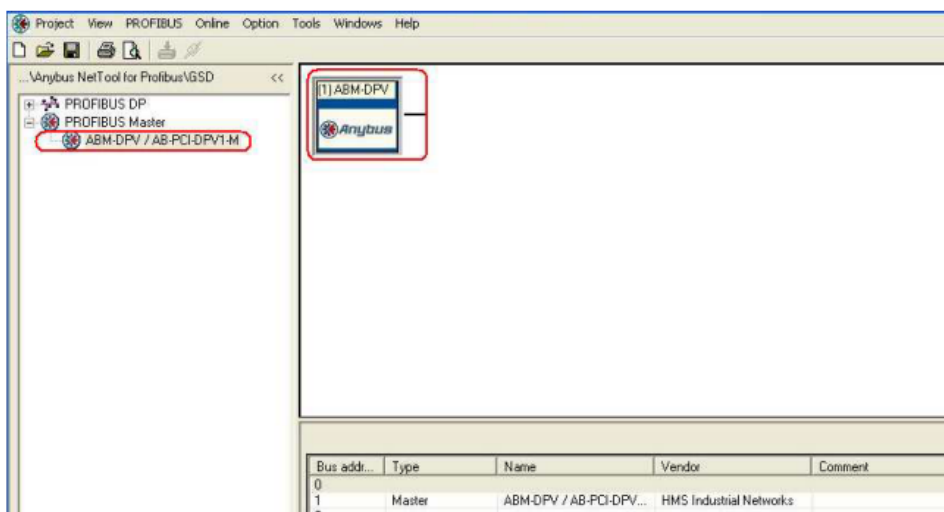 Project View PROFIBUS Online Option Tools Windows Help
...\Anybus NetTool for Profibus\GSD <<
PROFIBUS DP
PROFIBUS Master
ABM-DPV / AB-PCI-DPV1-M
[1] ABM-DPV
Anybus
Bus addr... Type Name Vendor Comment
0
1 Master ABM-DPV / AB-PCI-DPV... HMS Industrial Networks